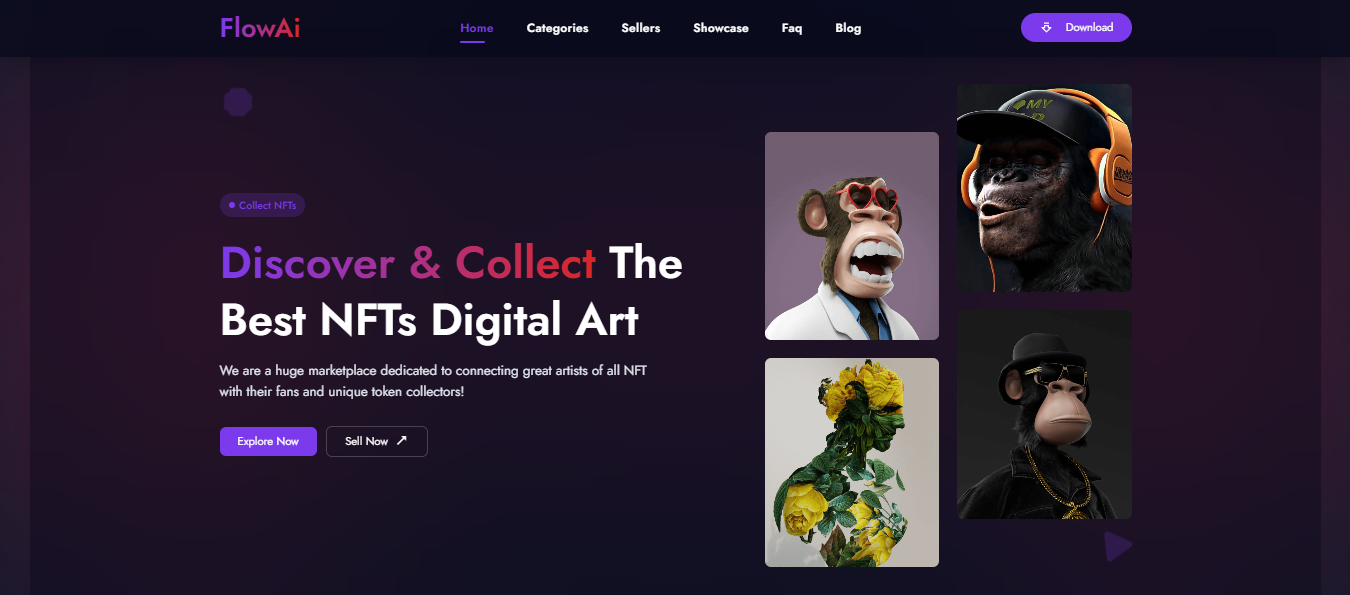 FlowAi
Home
Categories
Sellers
Showcase
Faq
Blog
Download
MY
Collect NFTs
Discover & Collect The
Best NFTs Digital Art
We are a huge marketplace dedicated to connecting great artists of all NFT
with their fans and unique token collectors!
Explore Now
Sell Now